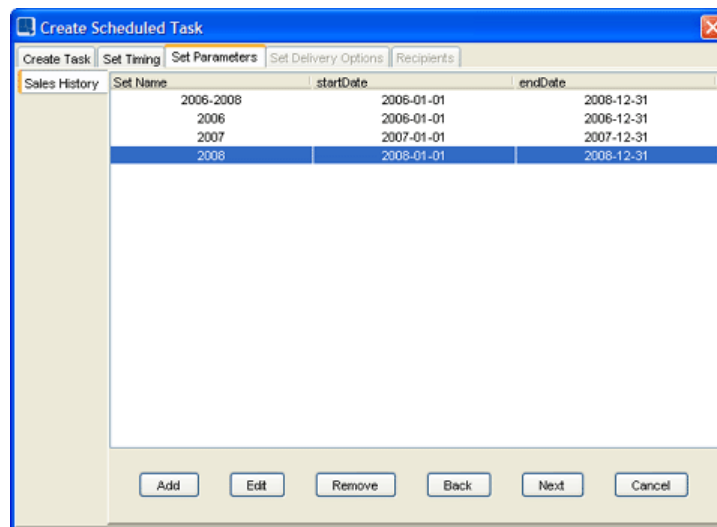 Create Scheduled Task
Create Task Set Timing Set Parameters Set Delivery Options Recipients
Sales History Set Name startDate endDate
2006-2008 2006-01-01 2008-12-31
2006 2006-01-01 2006-12-31
2007 2007-01-01 2007-12-31
2008 2008-01-01 2008-12-31
Add Edit Remove Back Next Cancel